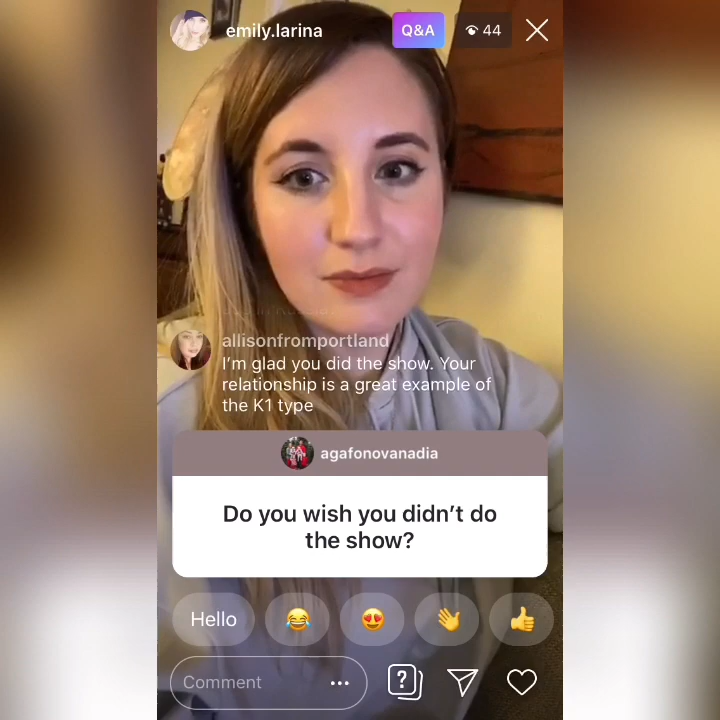 emily.larina
Q&A
44
allisonfromportland
I'm glad you did the show. Your
relationship is a great example of
the K1 type
agafonovanadia
Do you wish you didn't do
the show?
Hello
Comment